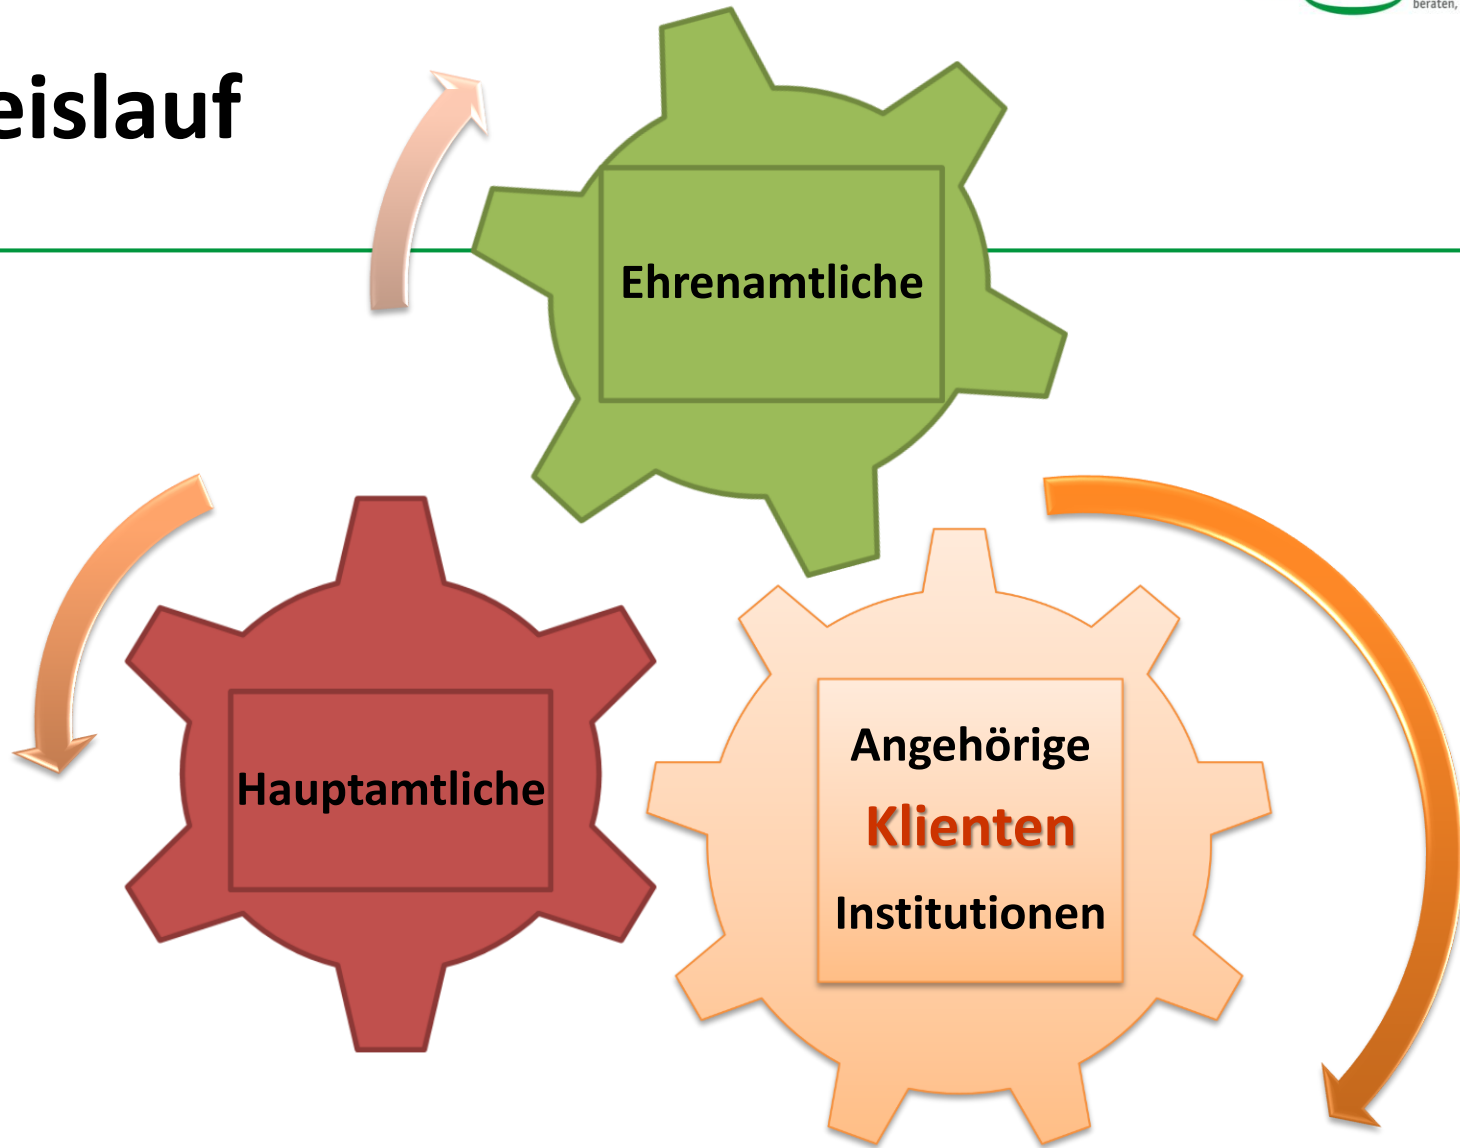 beraten,
eislauf
Ehrenamtliche
Hauptamtliche
Angehörige
Klienten
Institutionen